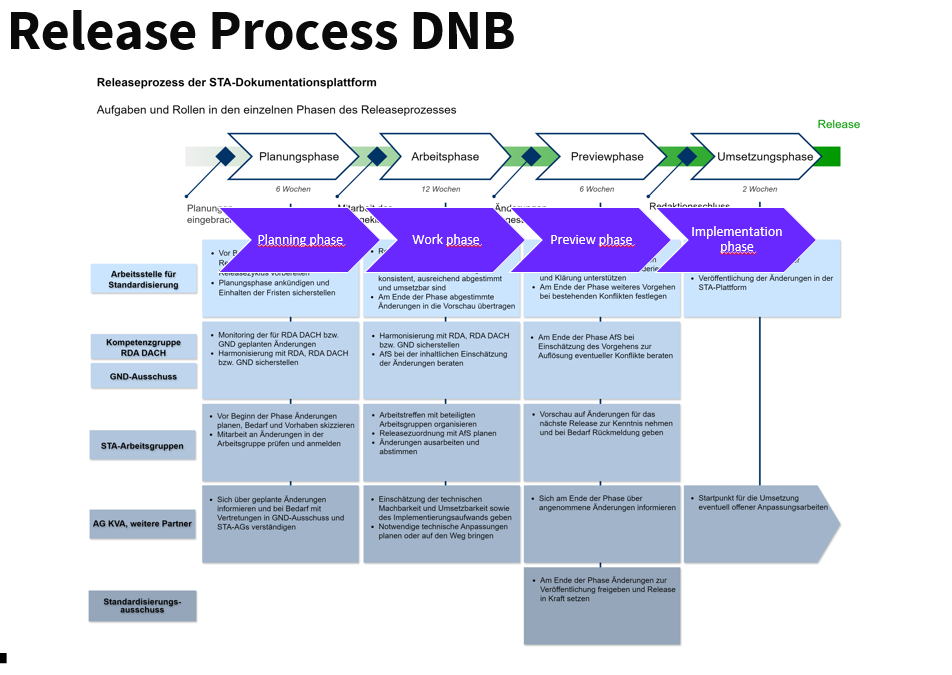 Release Process DNB
Releaseprozess der STA-Dokumentationsplattform
Aufgaben und Rollen in den einzelnen Phasen des Releaseprozesses
Release
Planungsphase
Arbeitsphase
Previewphase
Umsetzungsphase
6 Wochen
12 Wochen
6 Wochen
2 Wochen
Mitarbeit des
Redaktionsschluss
Planning phase
Work phase
Preview phase
Implementation
phase
Arbeitsstelle für
Standardisierung
• Vor
Releasezyklus vorbereiten
• Planungsphase ankündigen und
Einhalten der Fristen sicherstellen
konsistent, ausreichend abgestimmt
und umsetzbar sind
• Am Ende der Phase abgestimmte
Änderungen in die Vorschau übertragen
und Klärung unterstützen
• Am Ende der Phase weiteres Vorgehen
bei bestehenden Konflikten festlegen
• Veröffentlichung der Änderungen in der
STA-Plattform
Kompetenzgruppe
RDA DACH
GND-Ausschuss
• Monitoring der für RDA DACH bzw.
GND geplanten Änderungen
• Harmonisierung mit RDA, RDA DACH
bzw. GND sicherstellen
• Harmonisierung mit RDA, RDA DACH
bzw. GND sicherstellen
• AfS bei der inhaltlichen Einschätzung
der Änderungen beraten
• Am Ende der Phase AfS bei
Einschätzung des Vorgehens zur
Auflösung eventueller Konflikte beraten
STA-Arbeitsgruppen
• Vor Beginn der Phase Änderungen
planen, Bedarf und Vorhaben skizzieren
• Mitarbeit an Änderungen in der
Arbeitsgruppe prüfen und anmelden
• Arbeitstreffen mit beteiligten
Arbeitsgruppen organisieren
• Releasezuordnung mit AfS planen
• Änderungen ausarbeiten und
abstimmen
• Vorschau auf Änderungen für das
nächste Release zur Kenntnis nehmen
und bei Bedarf Rückmeldung geben
AG KVA, weitere Partner
• Sich über geplante Änderungen
informieren und bei Bedarf mit
Vertretungen in GND-Ausschuss und
STA-AGs verständigen
• Einschätzung der technischen
Machbarkeit und Umsetzbarkeit sowie
des Implementierungsaufwands geben
• Notwendige technische Anpassungen
planen oder auf den Weg bringen
• Sich am Ende der Phase über
angenommene Änderungen informieren
• Startpunkt für die Umsetzung
eventuell offener Anpassungsarbeiten
Standardisierungs-
ausschuss
• Am Ende der Phase Änderungen zur
Veröffentlichung freigeben und Release
in Kraft setzen